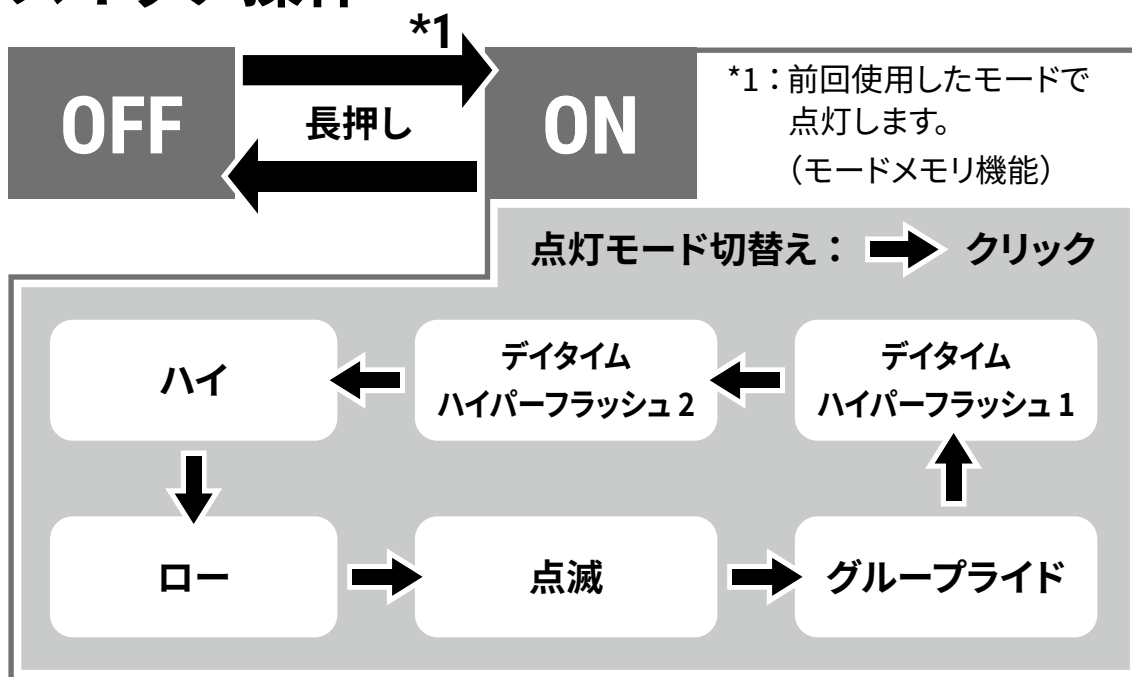 *1
OFF
長押し
ON
*1：前回使用したモードで
点灯します。
（モードメモリ機能）
点灯モード切替え：
クリック
ハイ
デイタイム
ハイパーフラッシュ 2
デイタイム
ハイパーフラッシュ 1
ロー
点滅
グループライド